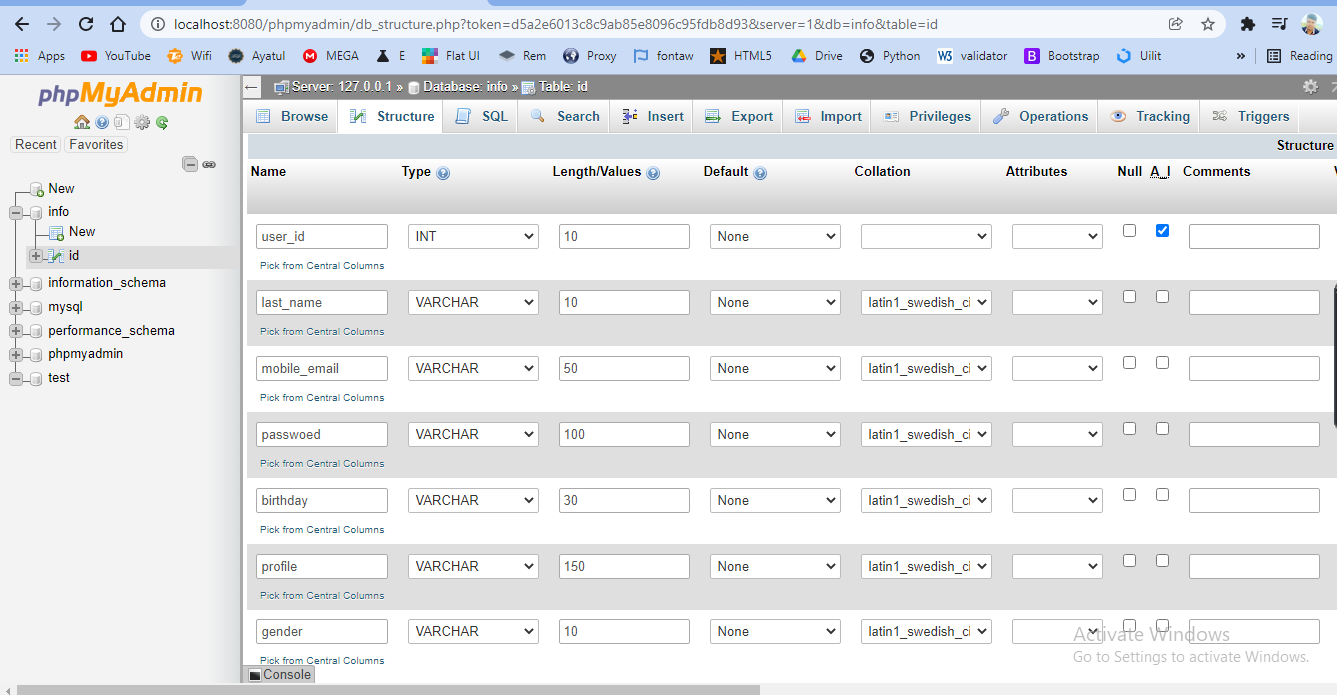 localhost:8080/phpmyadmin/db_structure.php?token=d5a2e6013c8c9ab85e8096c95fdb8d93&server=1&db=info&table=id
Apps YouTube Wifi Ayatul MEGA E Flat UI Rem Proxy fontaw HTML5 Drive Python validator Bootstrap Uilit » Reading
phpMyAdmin
Recent Favorites
New
info
New
id
information_schema
mysql
performance_schema
phpmyadmin
test
Server: 127.0.0.1 » Database: info » Table: id
Browse Structure SQL Search Insert Export Import Privileges Operations Tracking Triggers
Structure
Name Type Length/Values Default Collation Attributes Null A_I Comments
user_id INT 10 None
Pick from Central Columns
last_name VARCHAR 10 None latin1_swedish_ci
Pick from Central Columns
mobile_email VARCHAR 50 None latin1_swedish_ci
Pick from Central Columns
passwoed VARCHAR 100 None latin1_swedish_ci
Pick from Central Columns
birthday VARCHAR 30 None latin1_swedish_ci
Pick from Central Columns
profile VARCHAR 150 None latin1_swedish_ci
Pick from Central Columns
gender VARCHAR 10 None latin1_swedish_ci
Pick from Central Columns
Console
Activate Windows
Go to Settings to activate Windows.